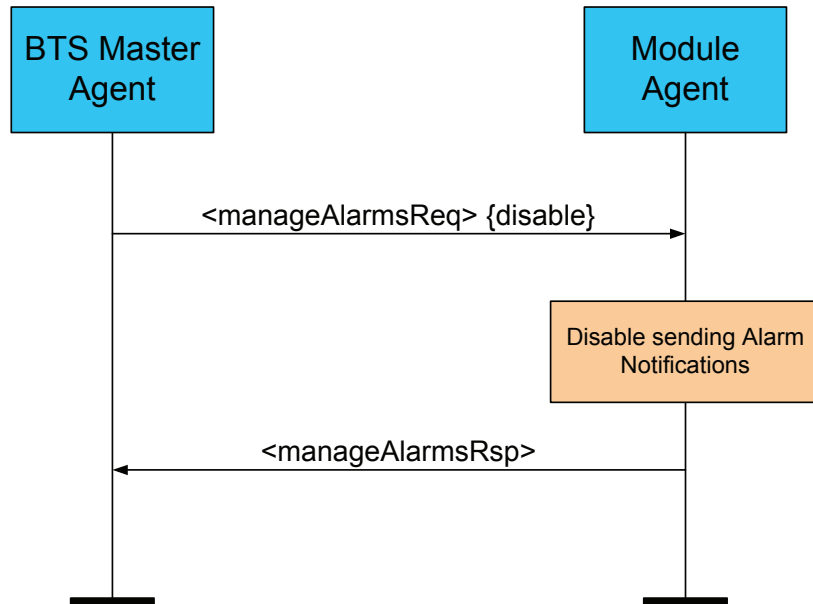 BTS Master
Agent
Module
Agent
<manageAlarmsReq> {disable}
Disable sending Alarm
Notifications
<manageAlarmsRsp>